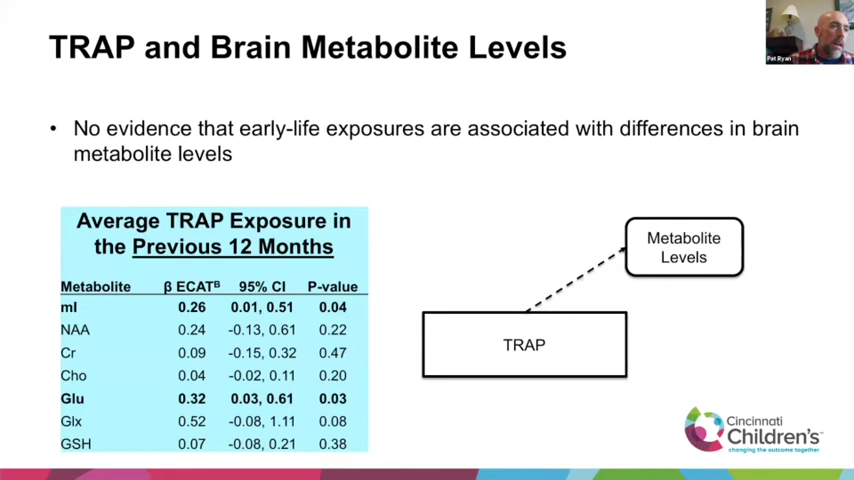 TRAP and Brain Metabolite Levels
Pat Ryan
• No evidence that early-life exposures are associated with differences in brain
metabolite levels
Average TRAP Exposure in
the Previous 12 Months
Metabolite β ECATᴮ 95% CI P-value
mI 0.26 0.01, 0.51 0.04
NAA 0.24 -0.13, 0.61 0.22
Cr 0.09 -0.15, 0.32 0.47
Cho 0.04 -0.02, 0.11 0.20
Glu 0.32 0.03, 0.61 0.03
Glx 0.52 -0.08, 1.11 0.08
GSH 0.07 -0.08, 0.21 0.38
Metabolite
Levels
TRAP
Cincinnati
Children's™
changing the outcome together